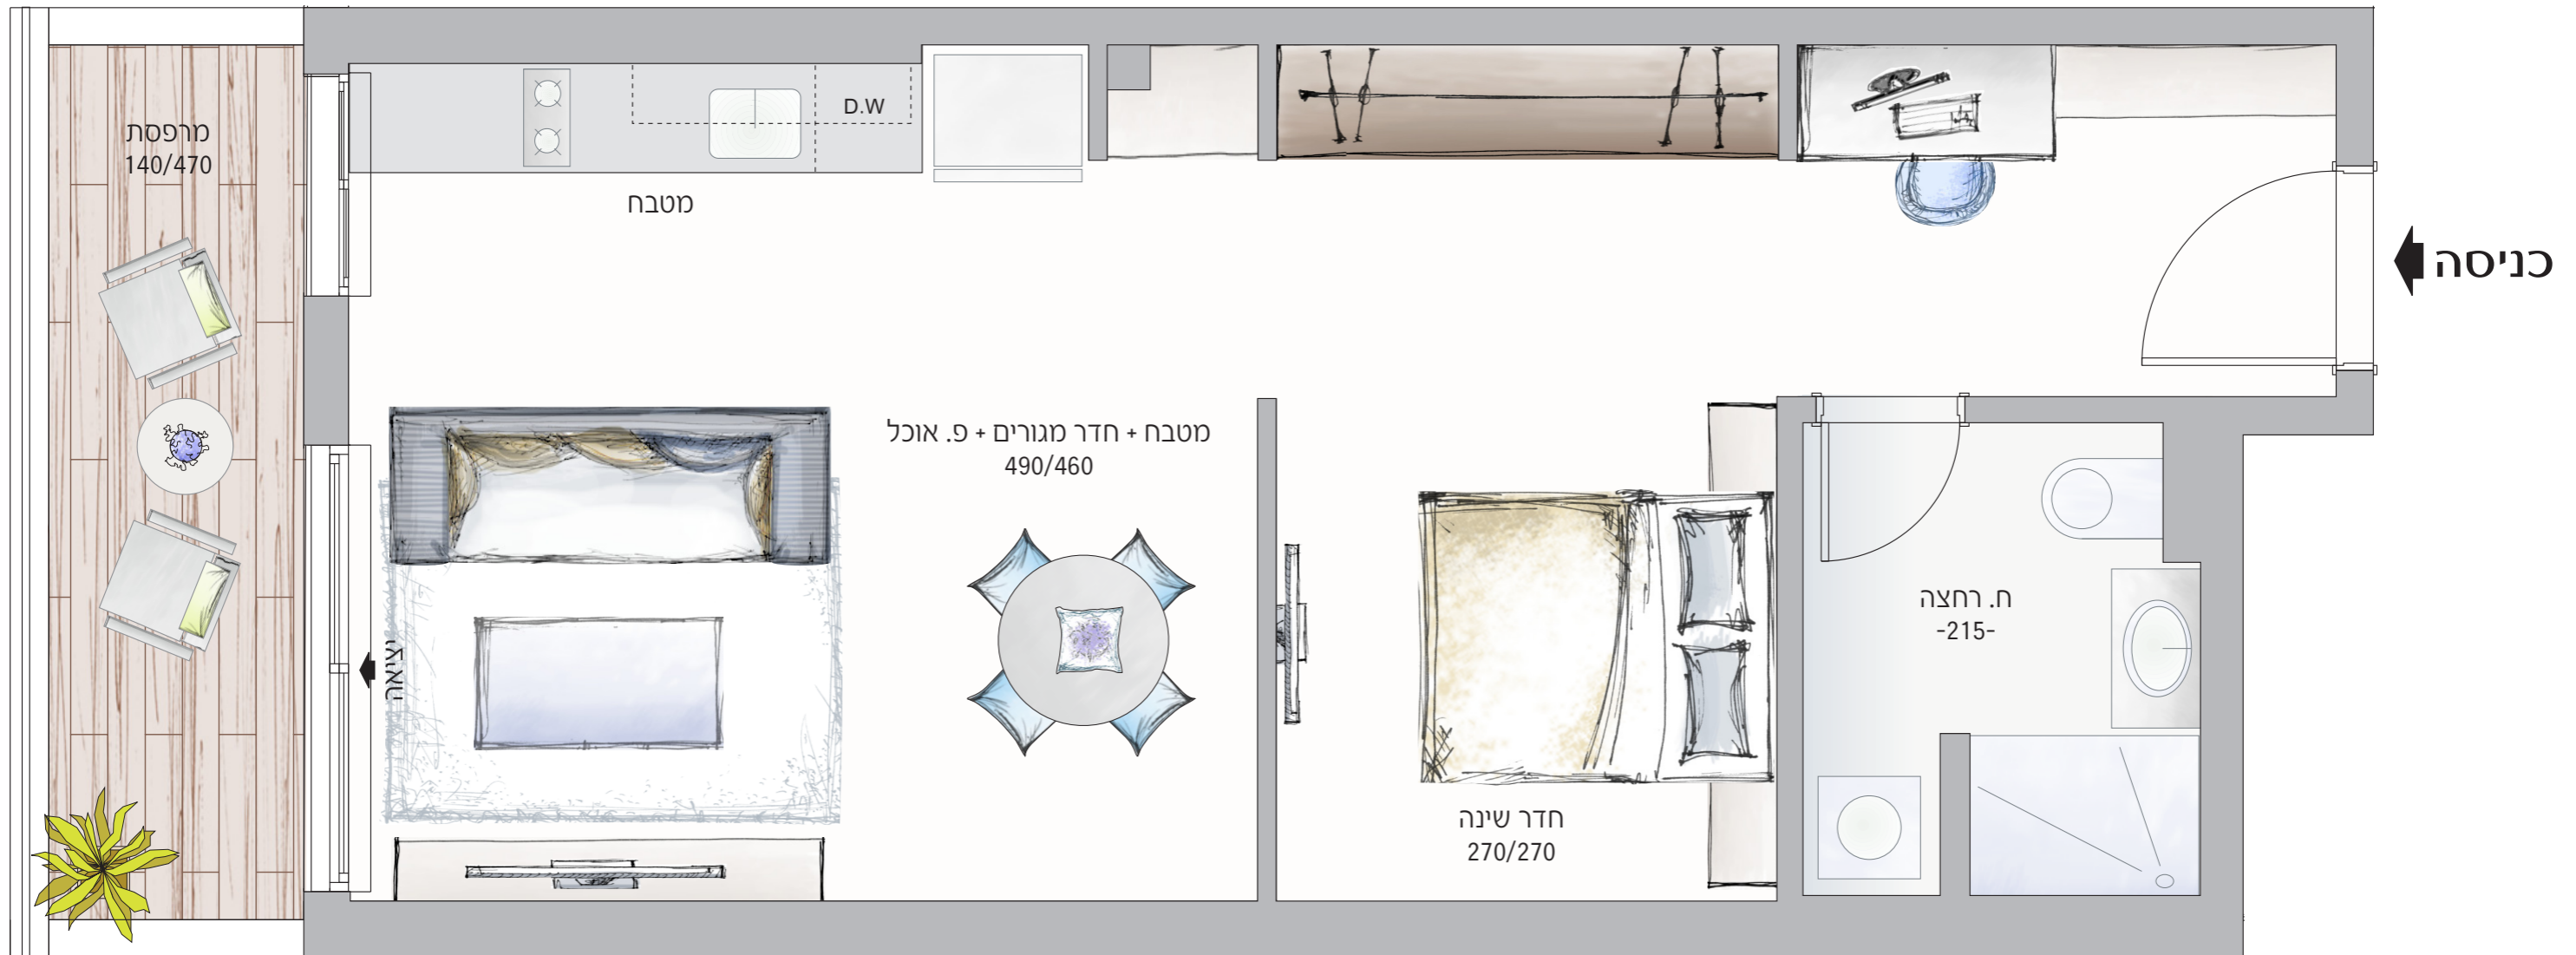 מרפסת
140/470
D.W
מטבח
כניסה
מטבח + חדר מגורים + פ. אוכל
490/460
יציאה
ח. רחצה
-215-
חדר שינה
270/270